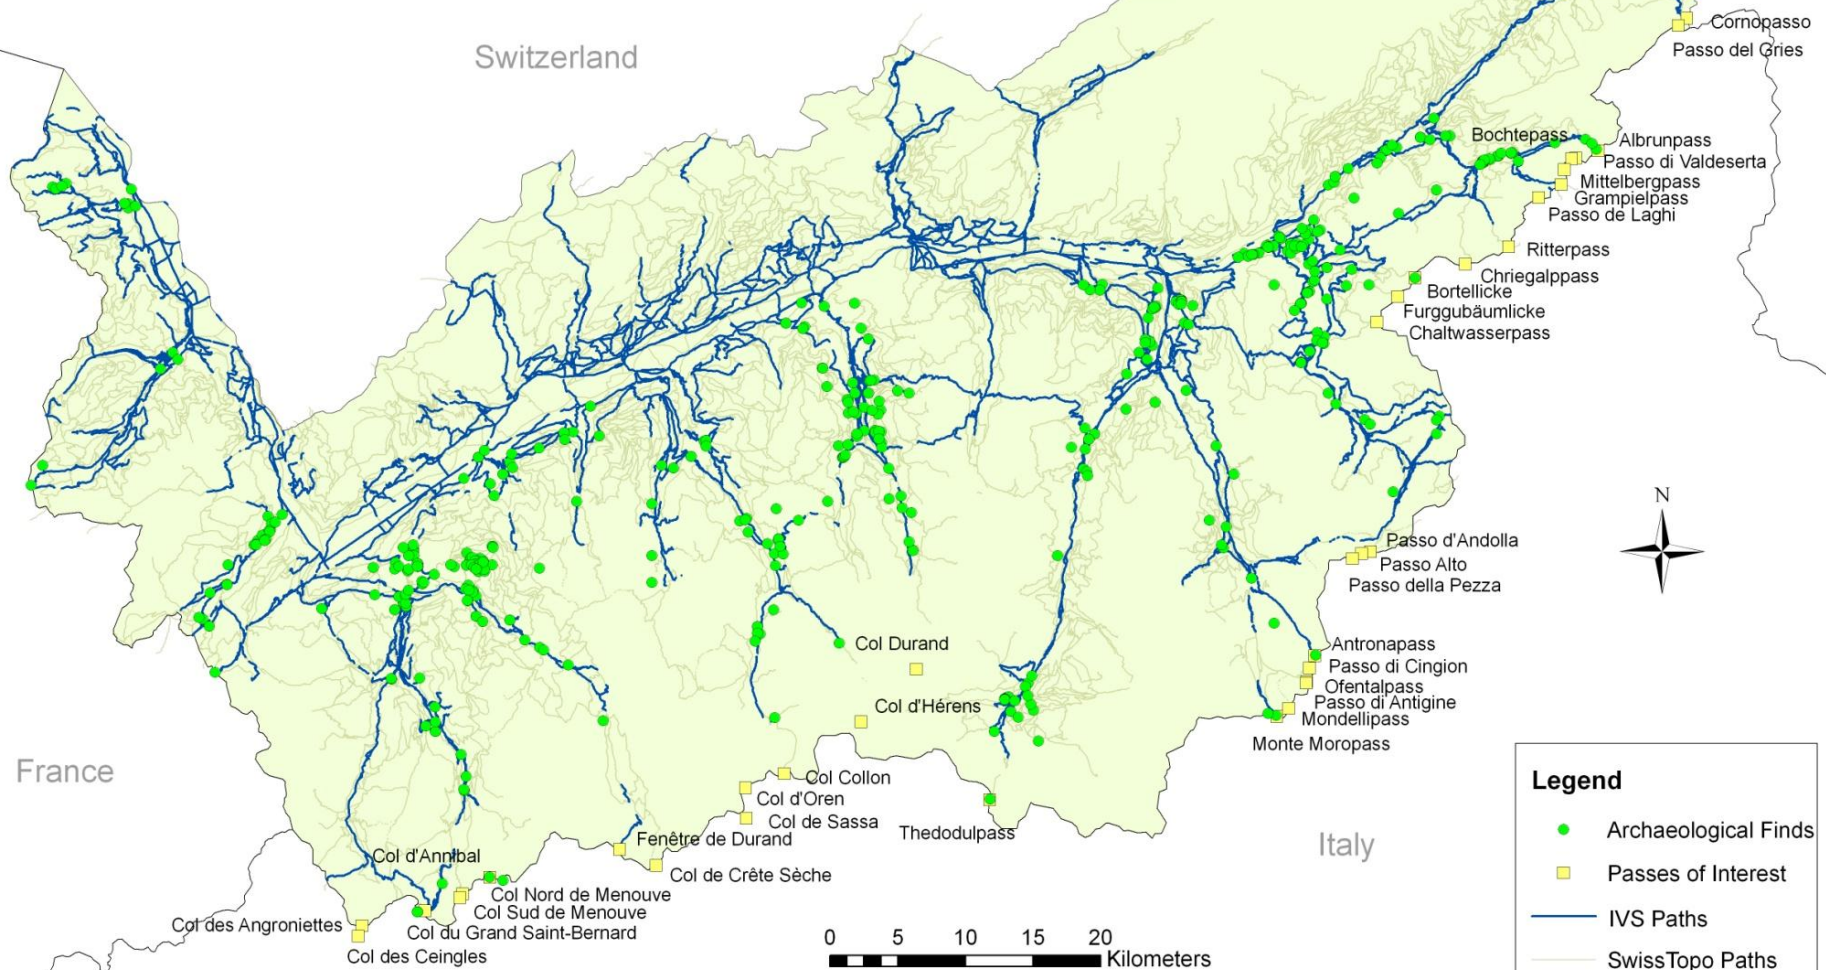 Cornopasso
Switzerland
Passo del Gries
Bochtepass
Albrunpass
Passo di Valdeserta
Mittelbergpass
Grampielpass
Passo de Laghi
Ritterpass
Chriegalppass
Bortellicke
Furggubäumlicke
Chaltwasserpass
N
Passo d'Andolla
Passo Alto
Passo della Pezza
Col Durand
Antronapass
Passo di Cingion
Ofentalpass
Passo di Antigine
Col d'Hérens
Mondellipass
Monte Moropass
France
Col Collon
Col d'Oren
Col de Sassa
Thedodulpass
Fenêtre de Durand
Italy
Col d'Annibal
Col de Crête Sèche
Col Nord de Menouve
Col Sud de Menouve
Col des Angroniettes
Col du Grand Saint-Bernard
Col des Ceingles
0 5 10 15 20
Kilometers
Legend
Archaeological Finds
Passes of Interest
IVS Paths
SwissTopo Paths